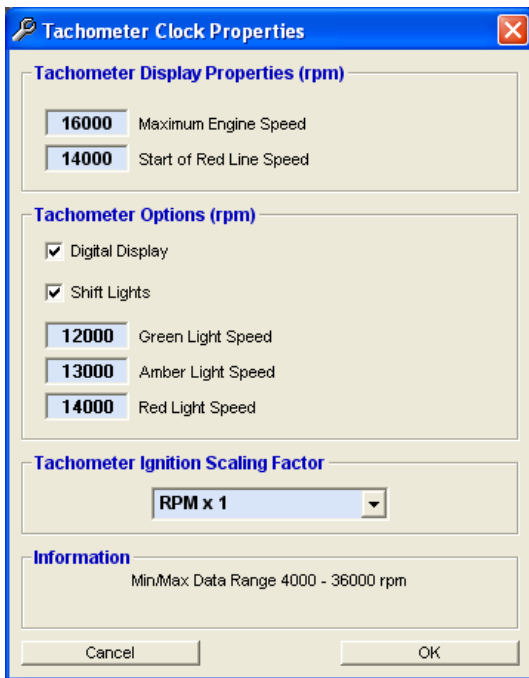 Tachometer Clock Properties
Tachometer Display Properties (rpm)
16000 Maximum Engine Speed
14000 Start of Red Line Speed
Tachometer Options (rpm)
Digital Display
Shift Lights
12000 Green Light Speed
13000 Amber Light Speed
14000 Red Light Speed
Tachometer Ignition Scaling Factor
RPM x 1
Information
Min/Max Data Range 4000 - 36000 rpm
Cancel OK